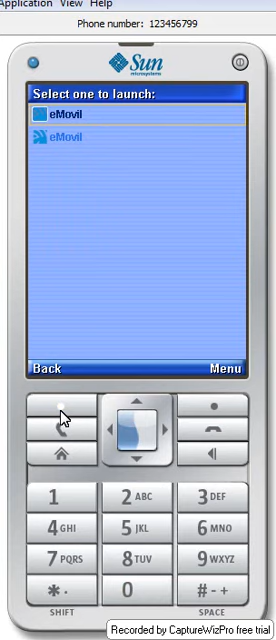 Application View Help
Phone number: 123456799
Sun
microsystems
Select one to launch:
eMovil
eMovil
Back Menu
1 2 ABC 3 DEF
4 GHI 5 JKL 6 MNO
7 PQRS 8 TUV 9 WXYZ
* . 0 # - +
SHIFT SPACE
Recorded by CaptureWizPro free trial